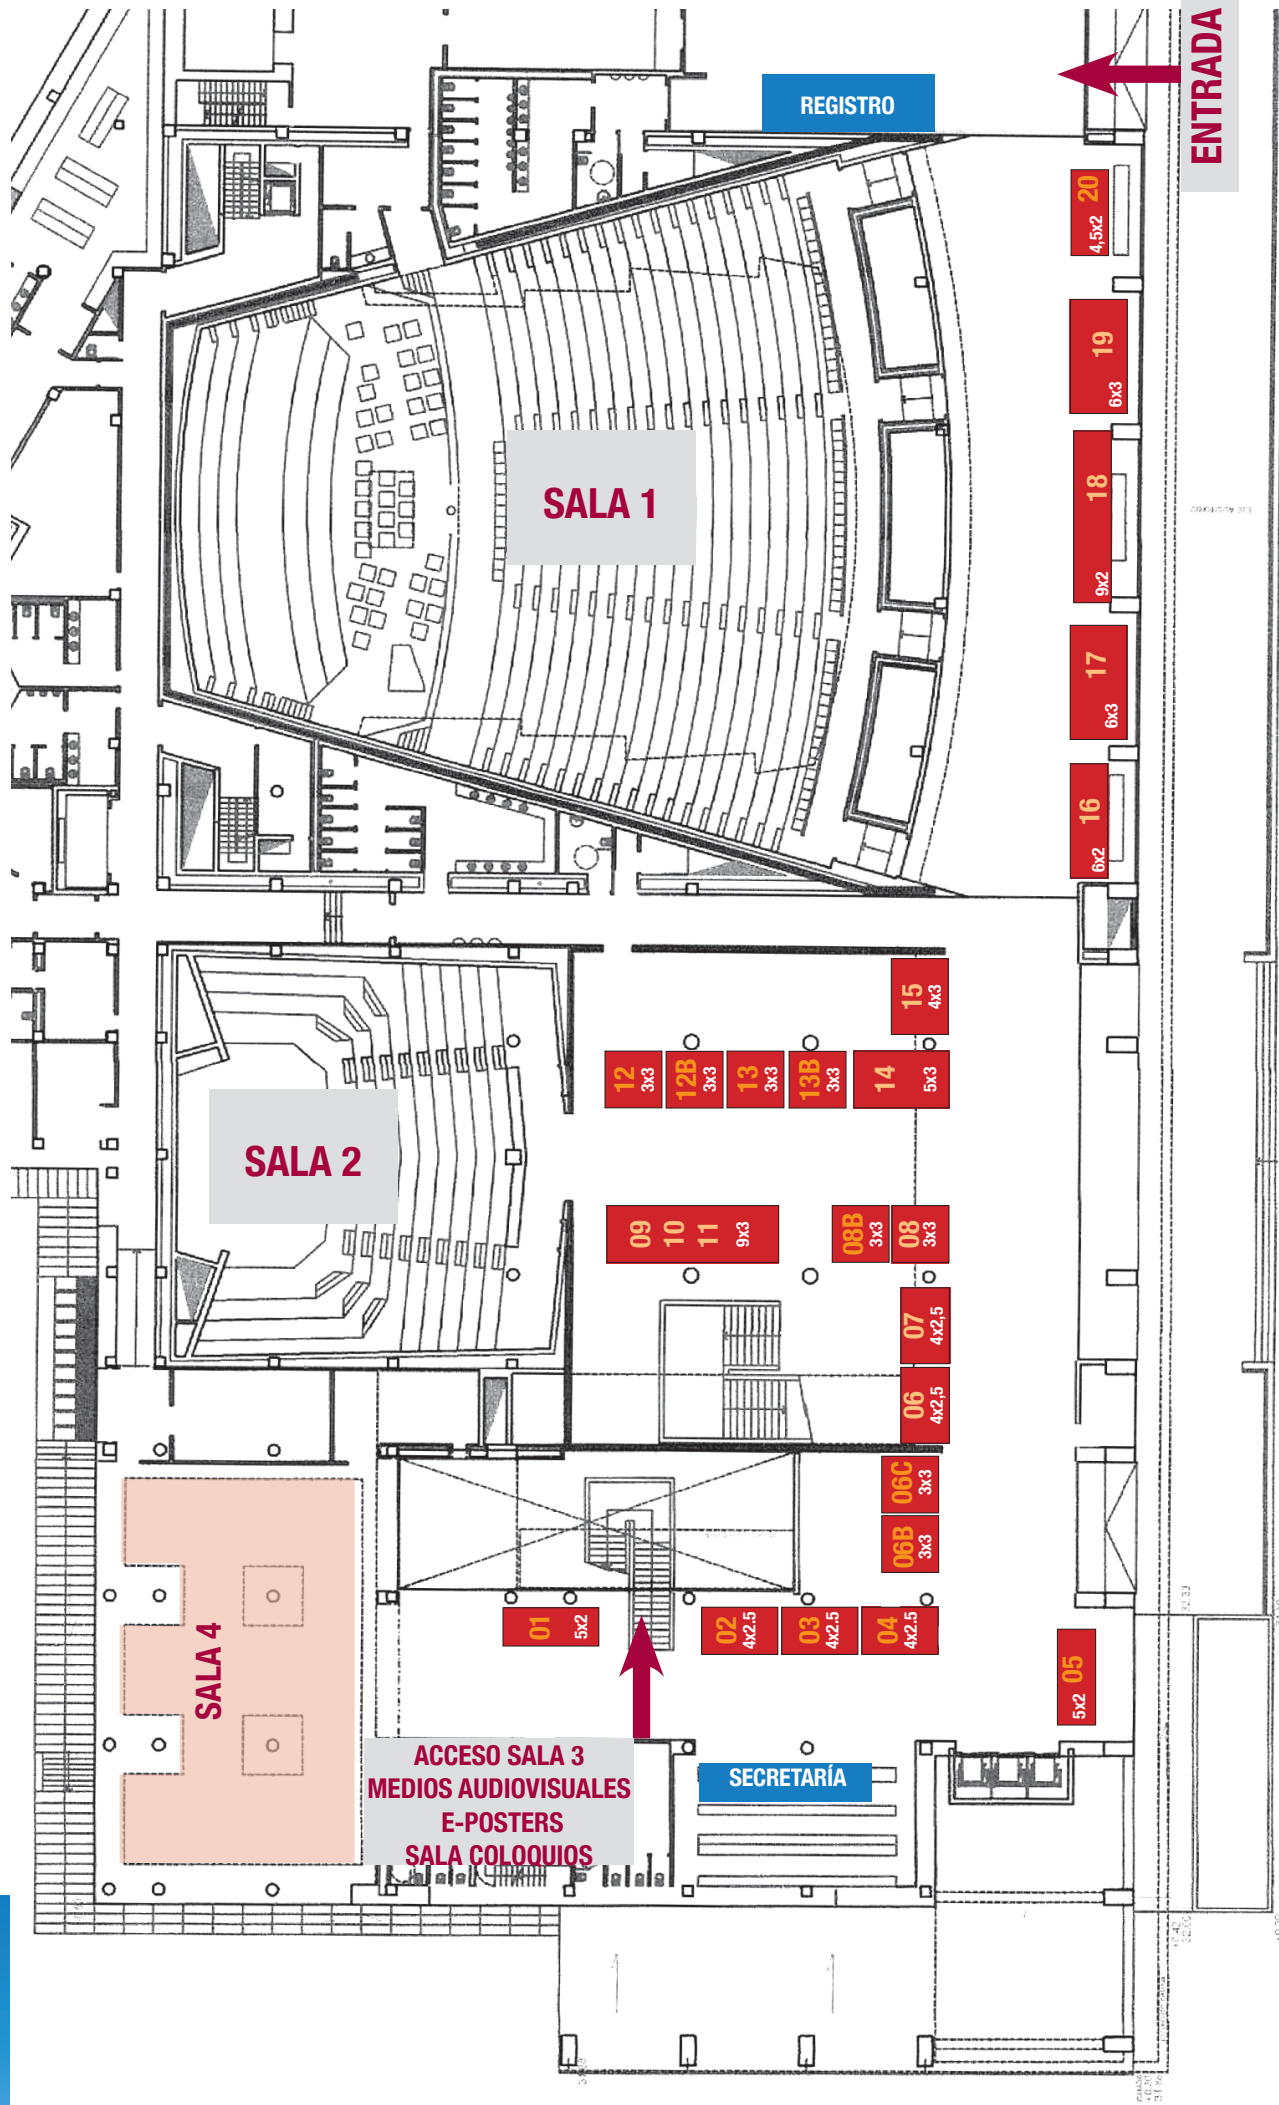 ENTRADA
REGISTRO
20
4,5x2
19
6x3
SALA 1
18
9x2
17
6x3
16
6x2
15
4x3
12
3x3
12B
3x3
13
3x3
13B
3x3
14
5x3
SALA 2
09
10
11
9x3
08B
3x3
08
3x3
07
4x2,5
06
4x2,5
06C
3x3
06B
3x3
01
5x2
02
4x2.5
03
4x2.5
04
4x2.5
05
5x2
SALA 4
ACCESO SALA 3
MEDIOS AUDIOVISUALES
E-POSTERS
SALA COLOQUIOS
SECRETARÍA